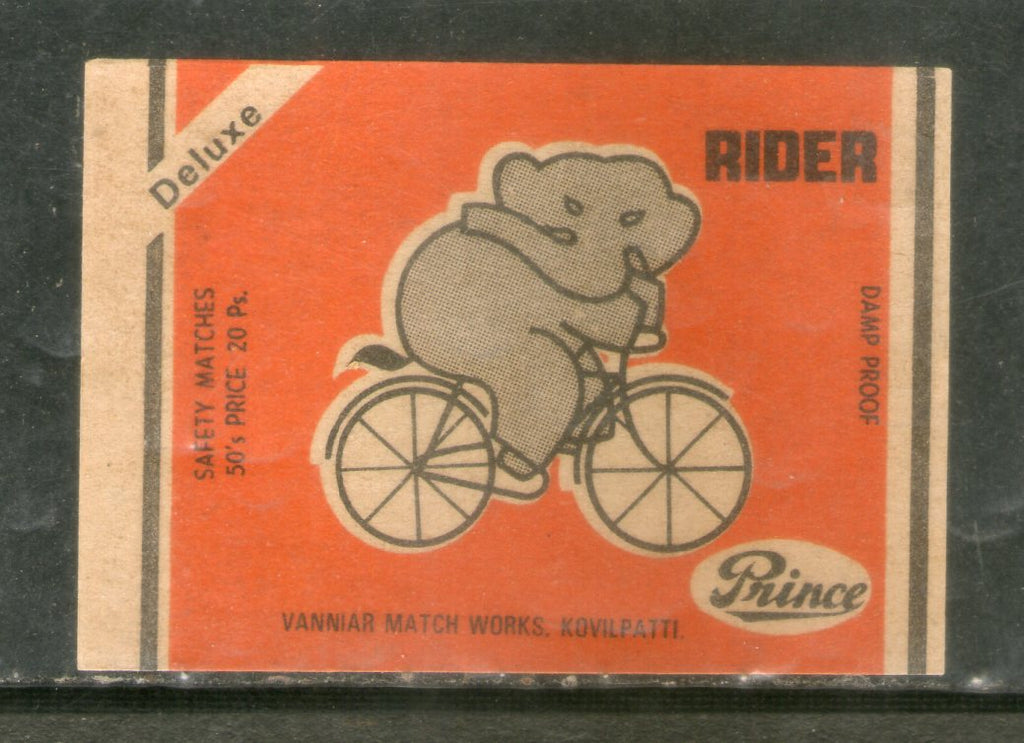 Deluxe
RIDER
SAFETY MATCHES
50's PRICE 20 Ps.
DAMP PROOF
Prince
VANNIAR MATCH WORKS. KOVILPATTI.